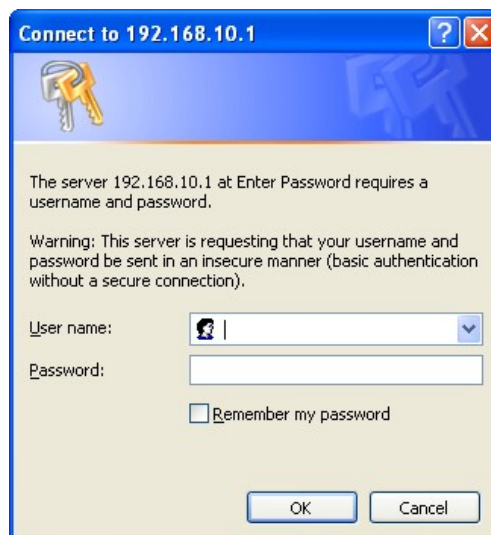 Connect to 192.168.10.1
The server 192.168.10.1 at Enter Password requires a
username and password.
Warning: This server is requesting that your username and
password be sent in an insecure manner (basic authentication
without a secure connection).
User name:
Password:
Remember my password
OK
Cancel